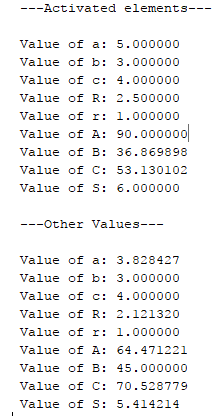 ---Activated elements---
Value of a: 5.000000
Value of b: 3.000000
Value of c: 4.000000
Value of R: 2.500000
Value of r: 1.000000
Value of A: 90.000000
Value of B: 36.869898
Value of C: 53.130102
Value of S: 6.000000
---Other Values---
Value of a: 3.828427
Value of b: 3.000000
Value of c: 4.000000
Value of R: 2.121320
Value of r: 1.000000
Value of A: 64.471221
Value of B: 45.000000
Value of C: 70.528779
Value of S: 5.414214